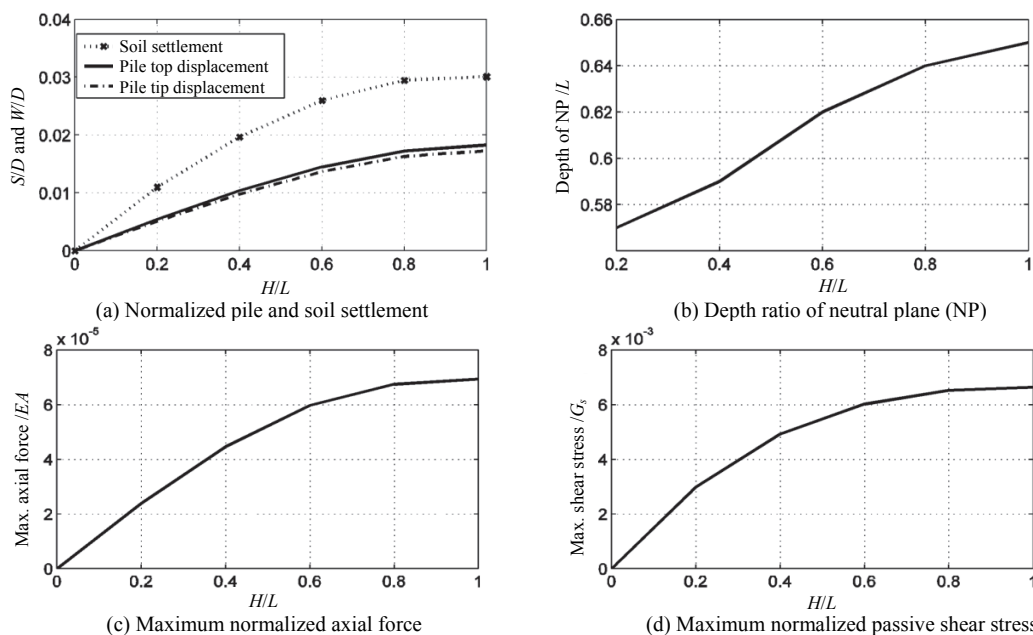 0.04
0.03
0.02
0.01
0
S/D and W/D
Soil settlement
Pile top displacement
Pile tip displacement
0 0.2 0.4 0.6 0.8 1
H/L
(a) Normalized pile and soil settlement
0.66
0.64
0.62
0.6
0.58
Depth of NP /L
0.2 0.4 0.6 0.8 1
H/L
(b) Depth ratio of neutral plane (NP)
x 10⁻⁵
8
6
4
2
0
Max. axial force /EA
0 0.2 0.4 0.6 0.8 1
H/L
(c) Maximum normalized axial force
x 10⁻³
8
6
4
2
0
Max. shear stress /Gₛ
0 0.2 0.4 0.6 0.8 1
H/L
(d) Maximum normalized passive shear stress